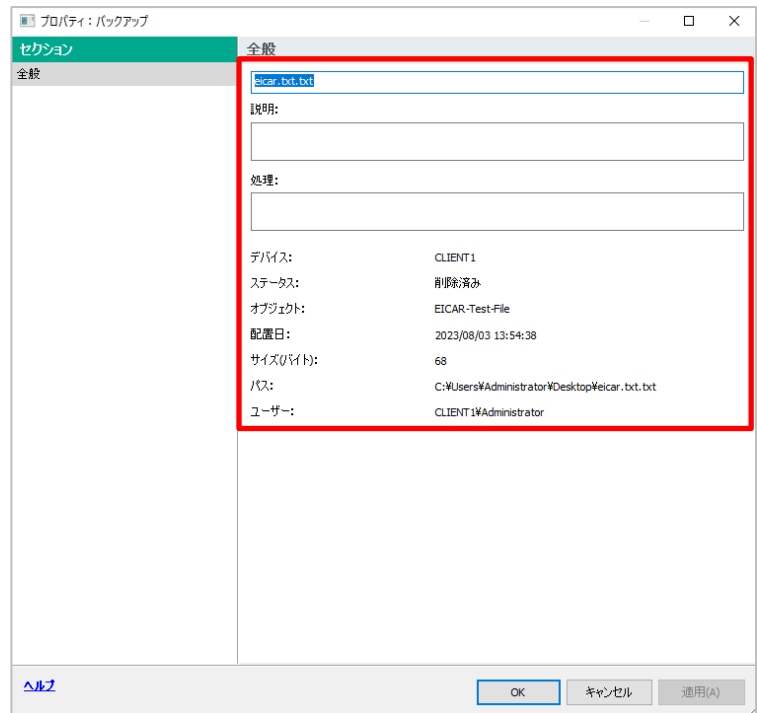 プロパティ：バックアップ
セクション
全般
全般
eicar.txt.txt
説明:
処理:
デバイス: CLIENT1
ステータス: 削除済み
オブジェクト: EICAR-Test-File
配置日: 2023/08/03 13:54:38
サイズ(バイト): 68
パス: C:¥Users¥Administrator¥Desktop¥eicar.txt.txt
ユーザー: CLIENT1¥Administrator
ヘルプ
OK キャンセル 適用(A)